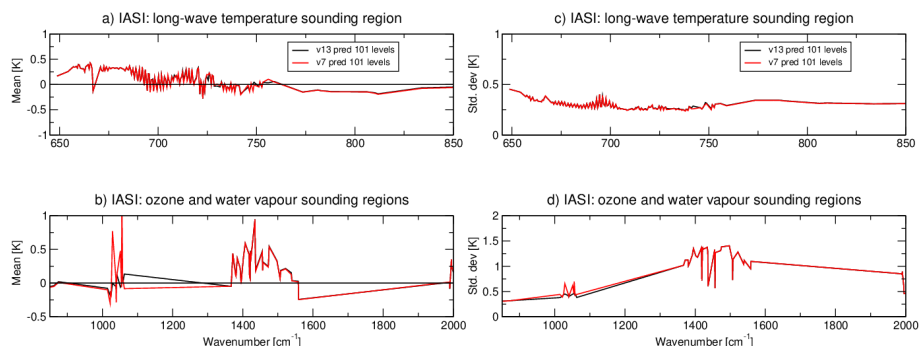 a) IASI: long-wave temperature sounding region
Mean [K]
1
0.5
0
-0.5
-1
v13 pred 101 levels
v7 pred 101 levels
650 700 750 800 850
c) IASI: long-wave temperature sounding region
Std. dev [K]
1
0.5
0
v13 pred 101 levels
v7 pred 101 levels
650 700 750 800 850
b) IASI: ozone and water vapour sounding regions
Mean [K]
1
0.5
0
-0.5
1000 1200 1400 1600 1800 2000
Wavenumber [cm-1]
d) IASI: ozone and water vapour sounding regions
Std. dev [K]
2
1.5
1
0.5
0
1000 1200 1400 1600 1800 2000
Wavenumber [cm-1]